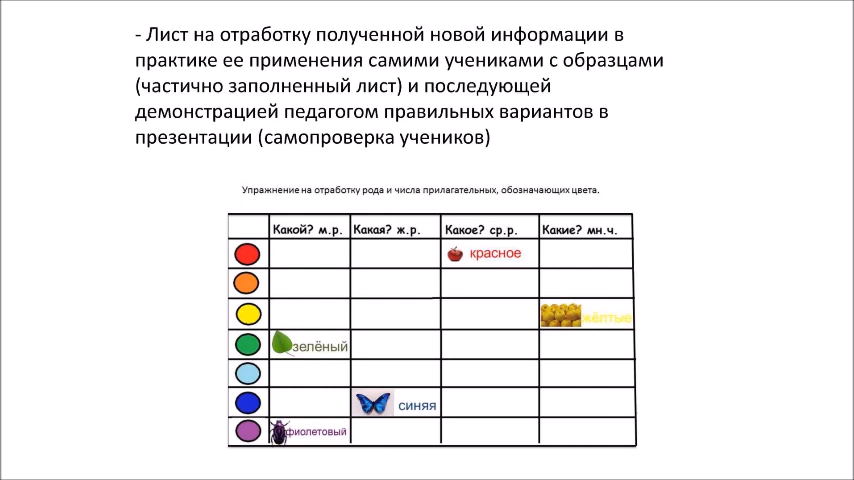 - Лист на отработку полученной новой информации в
практике ее применения самими учениками с образцами
(частично заполненный лист) и последующей
демонстрацией педагогом правильных вариантов в
презентации (самопроверка учеников)
Упражнение на отработку рода и числа прилагательных, обозначающих цвета.
Какой? м.р. Какая? ж.р. Какое? ср.р. Какие? мн.ч.
красное
жёлтые
зелёный
синяя
фиолетовый